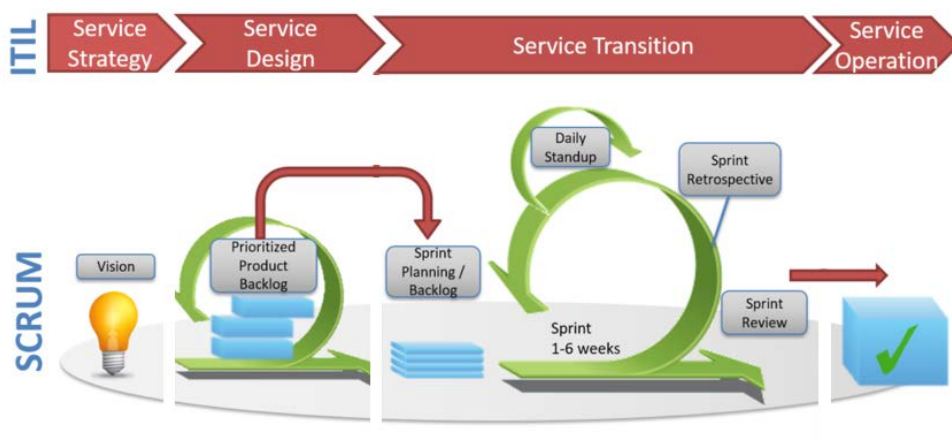 ITIL
Service
Strategy
Service
Design
Service Transition
Service
Operation
SCRUM
Vision
Prioritized
Product
Backlog
Sprint
Planning /
Backlog
Daily
Standup
Sprint
Retrospective
Sprint
1-6 weeks
Sprint
Review